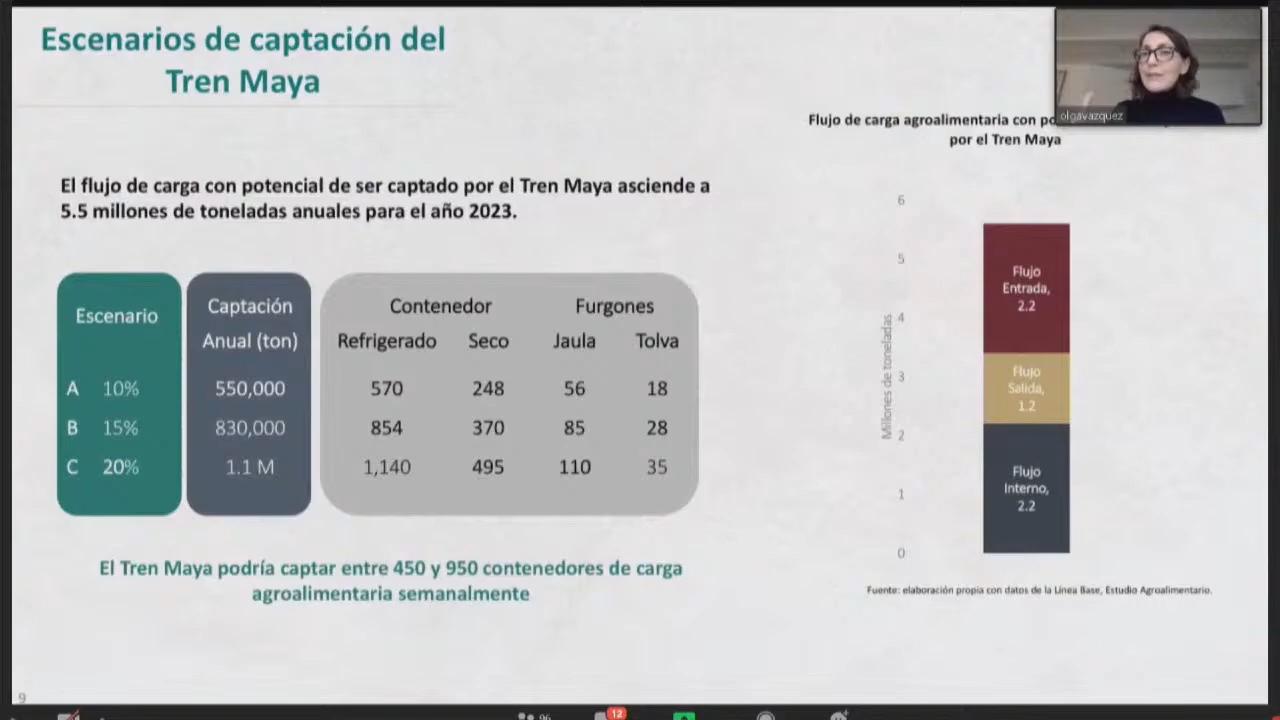 Escenarios de captación del
Tren Maya
olgavazquez
Flujo de carga agroalimentaria con
por el Tren Maya
El flujo de carga con potencial de ser captado por el Tren Maya asciende a
5.5 millones de toneladas anuales para el año 2023.
Escenario
Captación
Anual (ton)
Contenedor Furgones
Refrigerado Seco Jaula Tolva
A 10% 550,000 570 248 56 18
B 15% 830,000 854 370 85 28
C 20% 1.1 M 1,140 495 110 35
El Tren Maya podría captar entre 450 y 950 contenedores de carga
agroalimentaria semanalmente
Millones de toneladas
6
5
4
3
2
1
0
Flujo
Entrada,
2.2
Flujo
Salida,
1.2
Flujo
Interno,
2.2
Fuente: elaboración propia con datos de la Línea Base, Estudio Agroalimentario.
9
12